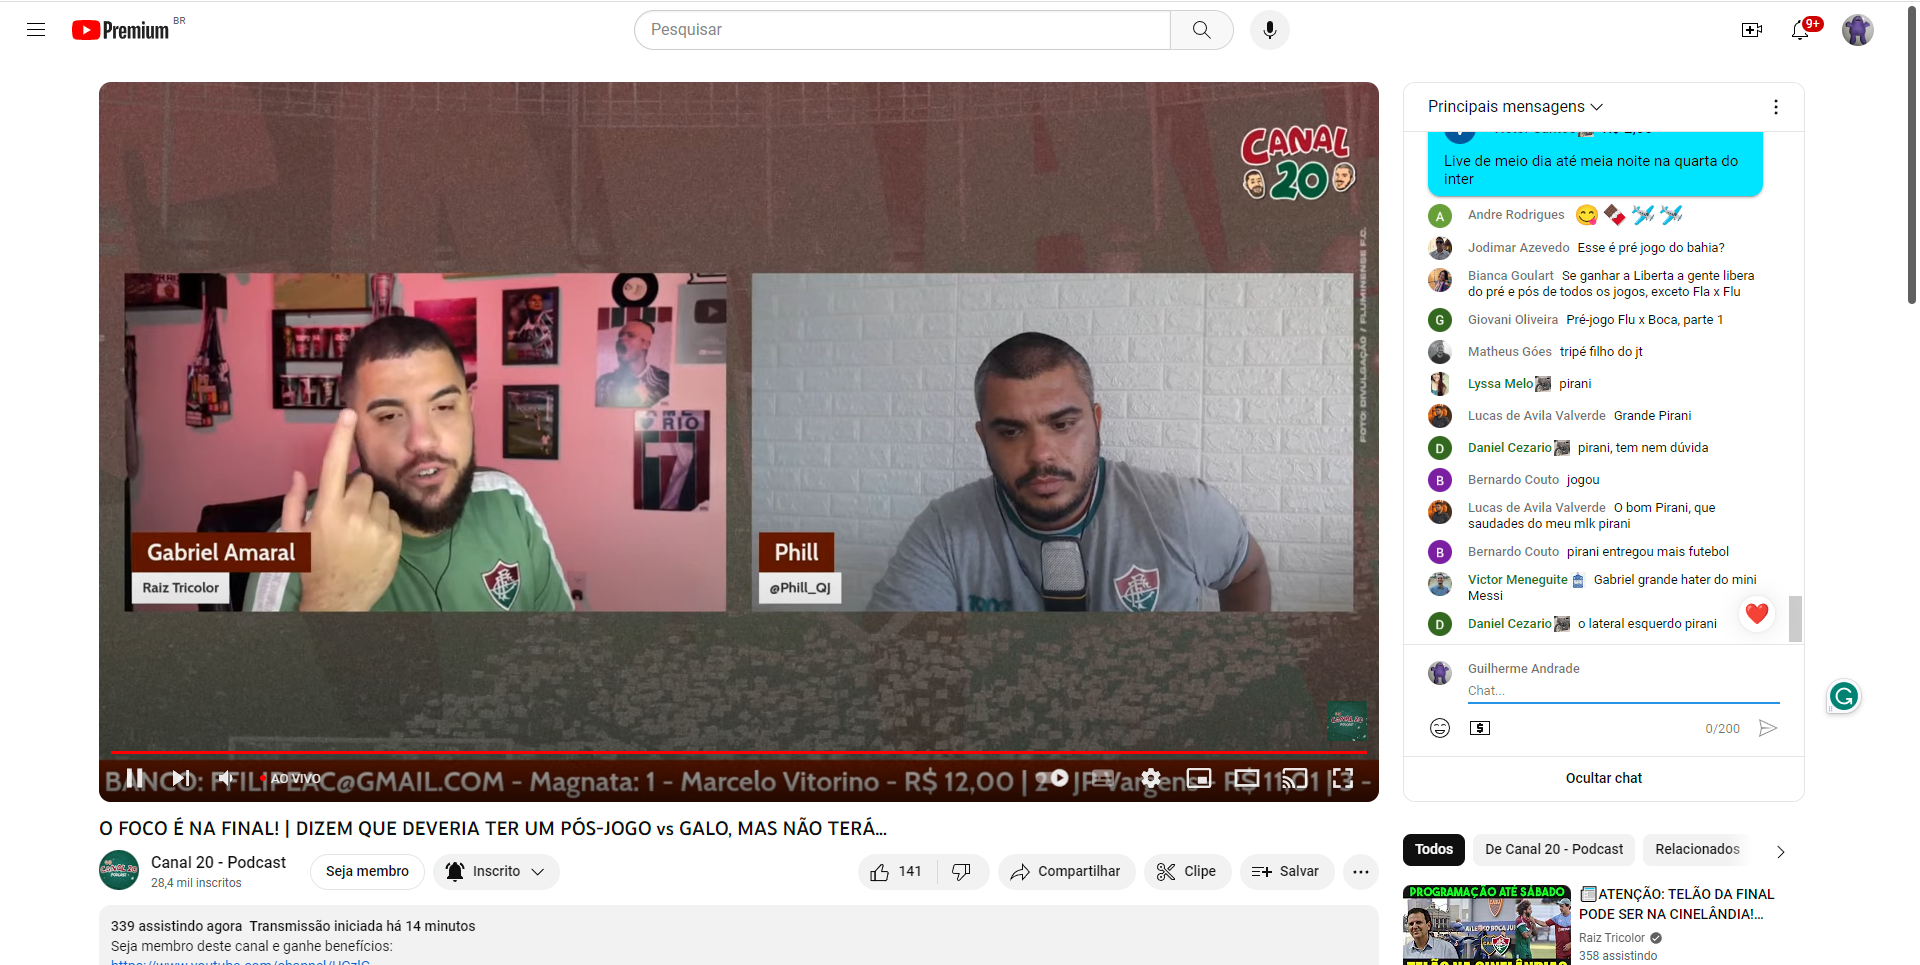 Premium BR
Pesquisar
9+
CANAL
20
FOTO: DIVULGAÇÃO / FLUMINENSE F.C.
RIO
7
Gabriel Amaral
Raiz Tricolor
Phill
@Phill_QJ
CANAL 20
AO VIVO
BANCO: FFILIPEAC@GMAIL.COM - Magnata: 1 - Marcelo Vitorino - R$ 12,00 | 2 - JP Vargens - R$ 11,01 | 3 -
O FOCO É NA FINAL! | DIZEM QUE DEVERIA TER UM PÓS-JOGO vs GALO, MAS NÃO TERÁ...
CANAL 20
Canal 20 - Podcast
28,4 mil inscritos
Seja membro
Inscrito
141
Compartilhar
Clipe
Salvar
339 assistindo agora Transmissão iniciada há 14 minutos
Seja membro deste canal e ganhe benefícios:
Principais mensagens
Live de meio dia até meia noite na quarta do
inter
A Andre Rodrigues 😋 🍫 🛩️ 🛩️
Jodimar Azevedo Esse é pré jogo do bahia?
Bianca Goulart Se ganhar a Liberta a gente libera
do pré e pós de todos os jogos, exceto Fla x Flu
G Giovani Oliveira Pré-jogo Flu x Boca, parte 1
Matheus Góes tripé filho do jt
Lyssa Melo pirani
Lucas de Avila Valverde Grande Pirani
D Daniel Cezario pirani, tem nem dúvida
B Bernardo Couto jogou
Lucas de Avila Valverde O bom Pirani, que
saudades do meu mlk pirani
B Bernardo Couto pirani entregou mais futebol
Victor Meneguite Gabriel grande hater do mini
Messi
D Daniel Cezario o lateral esquerdo pirani
Guilherme Andrade
Chat...
0/200
Ocultar chat
Todos
De Canal 20 - Podcast
Relacionados
PROGRAMAÇÃO ATÉ SÁBADO
ATENÇÃO: TELÃO DA FINAL
PODE SER NA CINELÂNDIA!...
Raiz Tricolor
358 assistindo